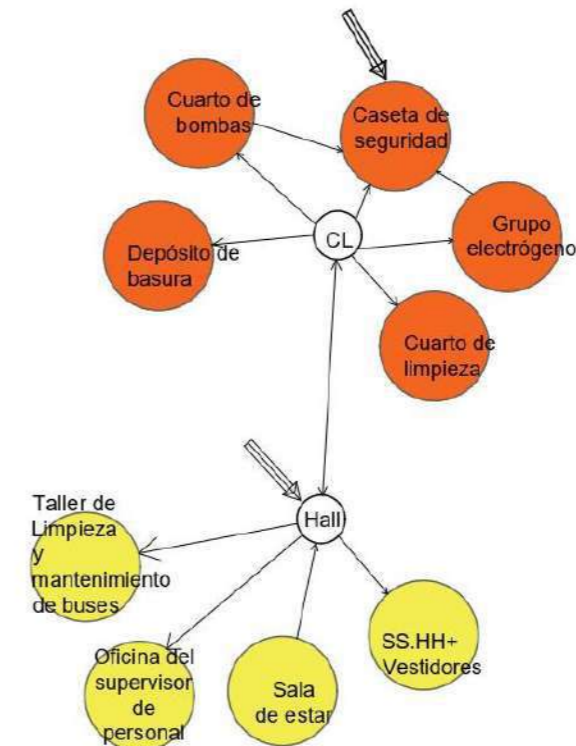 Cuarto de
bombas
Caseta de
seguridad
CL
Grupo
electrógeno
Depósito de
basura
Cuarto de
limpieza
Hall
Taller de
Limpieza
y
mantenimiento
de buses
SS.HH+
Vestidores
Oficina del
supervisor
de
personal
Sala
de estar